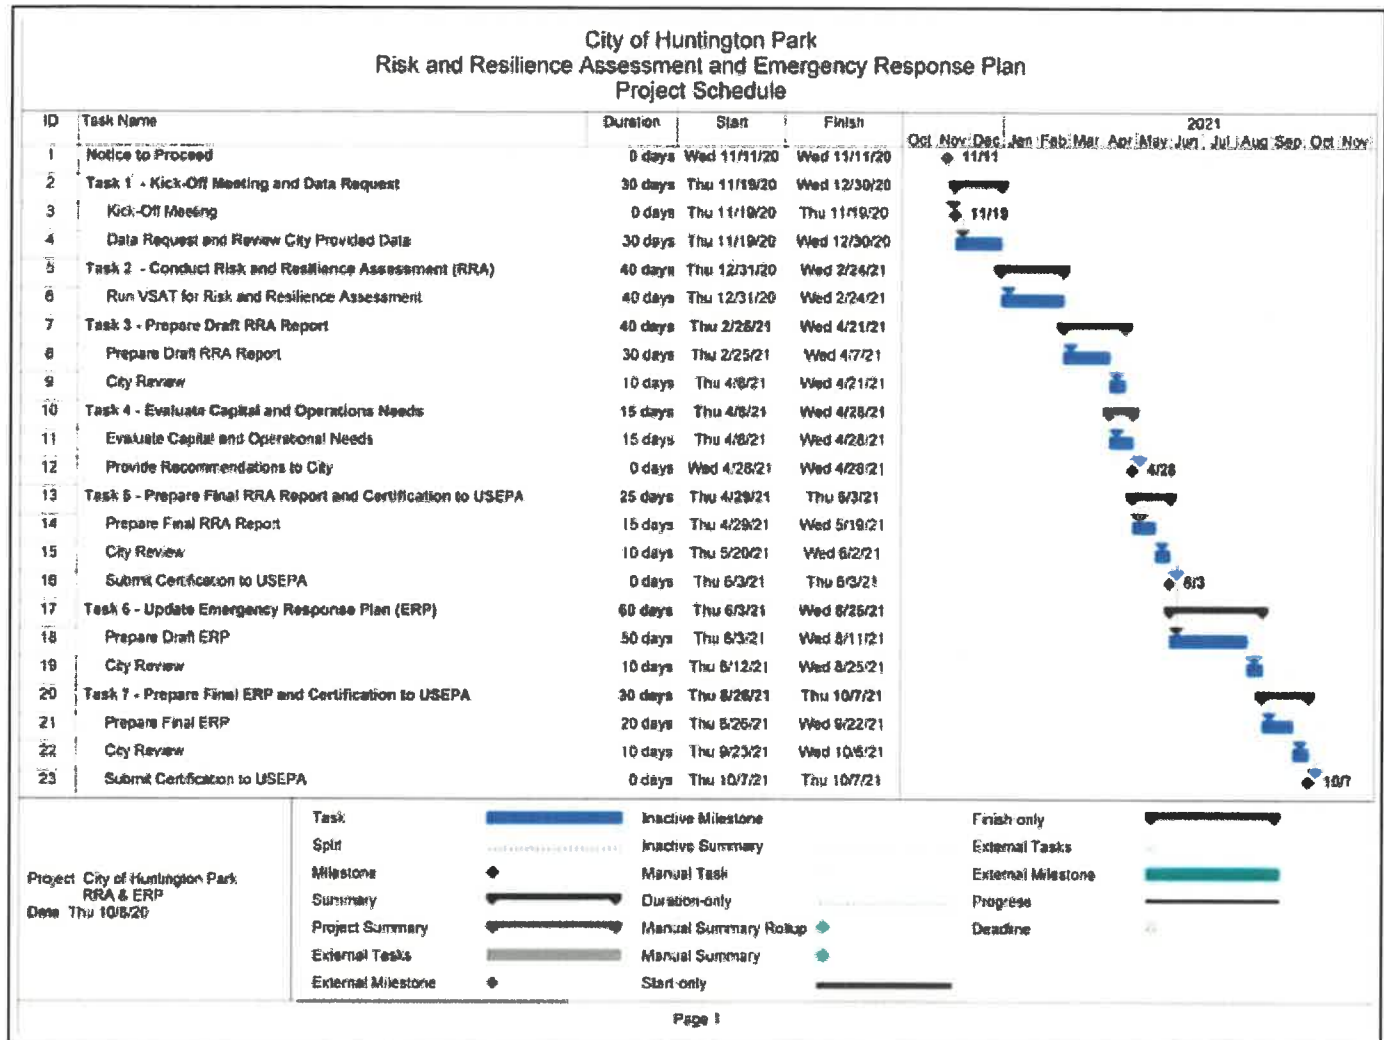 City of Huntington Park
Risk and Resilience Assessment and Emergency Response Plan
Project Schedule
ID Task Name Duration Start Finish 2021
Oct Nov Dec Jan Feb Mar Apr May Jun Jul Aug Sep Oct Nov
1 Notice to Proceed 0 days Wed 11/11/20 Wed 11/11/20 11/11
2 Task 1 - Kick-Off Meeting and Data Request 30 days Thu 11/19/20 Wed 12/30/20
3 Kick-Off Meeting 0 days Thu 11/19/20 Thu 11/19/20 11/19
4 Data Request and Review City Provided Data 30 days Thu 11/19/20 Wed 12/30/20
5 Task 2 - Conduct Risk and Resilience Assessment (RRA) 40 days Thu 12/31/20 Wed 2/24/21
6 Run VSAT for Risk and Resilience Assessment 40 days Thu 12/31/20 Wed 2/24/21
7 Task 3 - Prepare Draft RRA Report 40 days Thu 2/25/21 Wed 4/21/21
8 Prepare Draft RRA Report 30 days Thu 2/25/21 Wed 4/7/21
9 City Review 10 days Thu 4/8/21 Wed 4/21/21
10 Task 4 - Evaluate Capital and Operations Needs 15 days Thu 4/8/21 Wed 4/28/21
11 Evaluate Capital and Operational Needs 15 days Thu 4/8/21 Wed 4/28/21
12 Provide Recommendations to City 0 days Wed 4/28/21 Wed 4/28/21 4/28
13 Task 5 - Prepare Final RRA Report and Certification to USEPA 25 days Thu 4/29/21 Thu 6/3/21
14 Prepare Final RRA Report 15 days Thu 4/29/21 Wed 5/19/21
15 City Review 10 days Thu 5/20/21 Wed 6/2/21
16 Submit Certification to USEPA 0 days Thu 6/3/21 Thu 6/3/21 6/3
17 Task 6 - Update Emergency Response Plan (ERP) 60 days Thu 6/3/21 Wed 8/25/21
18 Prepare Draft ERP 50 days Thu 6/3/21 Wed 8/11/21
19 City Review 10 days Thu 8/12/21 Wed 8/25/21
20 Task 7 - Prepare Final ERP and Certification to USEPA 30 days Thu 8/26/21 Thu 10/7/21
21 Prepare Final ERP 20 days Thu 8/26/21 Wed 9/22/21
22 City Review 10 days Thu 9/23/21 Wed 10/6/21
23 Submit Certification to USEPA 0 days Thu 10/7/21 Thu 10/7/21 10/7
Project City of Huntington Park
RRA & ERP
Date Thu 10/8/20
Task Inactive Milestone Finish-only
Split Inactive Summary External Tasks
Milestone Manual Task External Milestone
Summary Duration-only Progress
Project Summary Manual Summary Rollup Deadline
External Tasks Manual Summary
External Milestone Start-only
Page 1